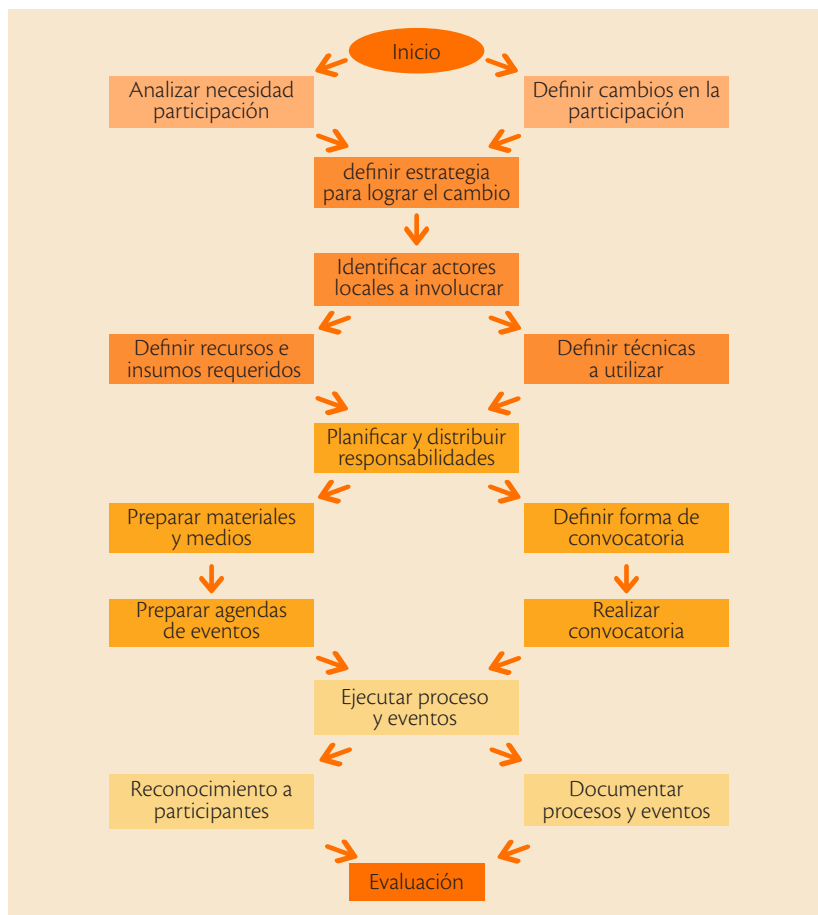 Inicio
Analizar necesidad
participación
Definir cambios en la
participación
definir estrategia
para lograr el cambio
Identificar actores
locales a involucrar
Definir recursos e
insumos requeridos
Definir técnicas
a utilizar
Planificar y distribuir
responsabilidades
Preparar materiales
y medios
Definir forma de
convocatoria
Preparar agendas
de eventos
Realizar
convocatoria
Ejecutar proceso
y eventos
Reconocimiento a
participantes
Documentar
procesos y eventos
Evaluación